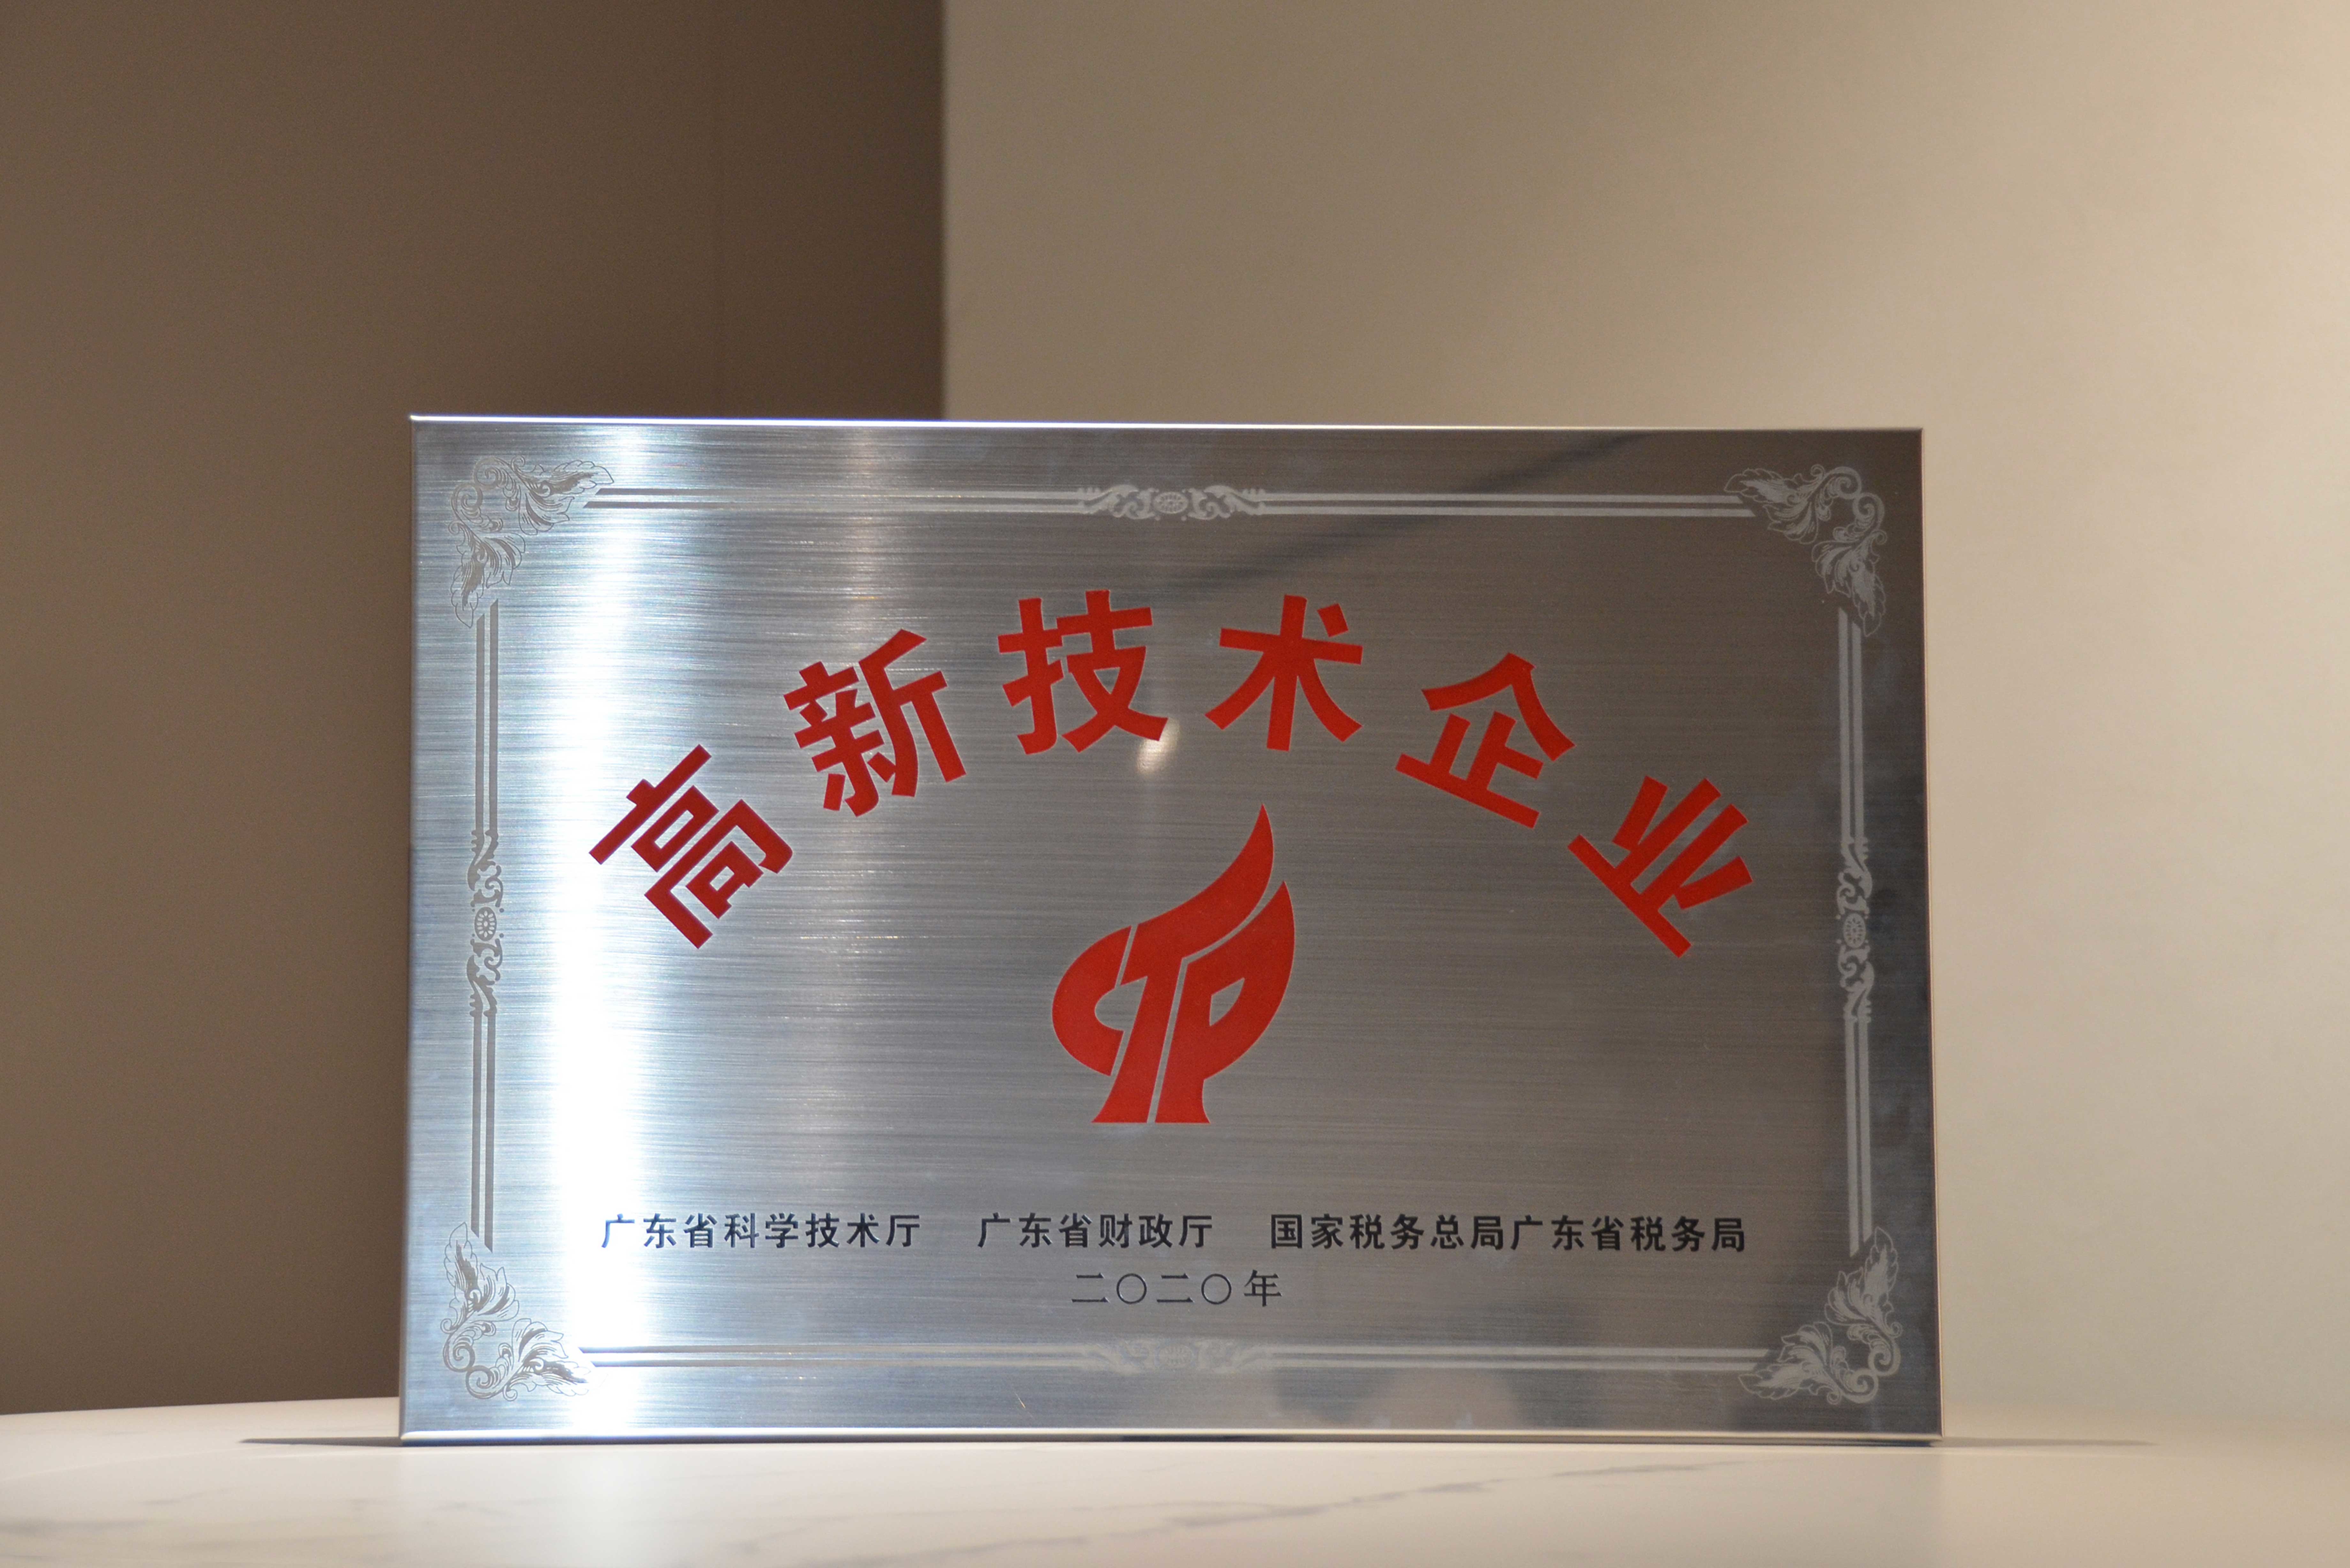 高新技术企业
广东省科学技术厅 广东省财政厅 国家税务总局广东省税务局
二〇二〇年